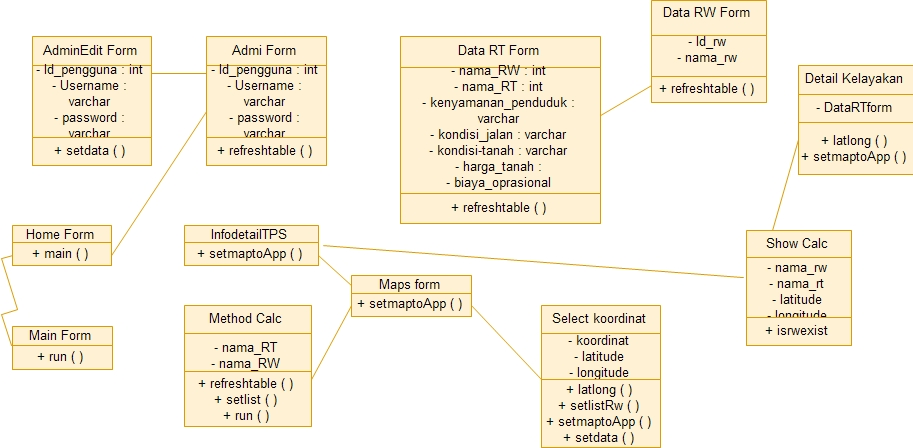 AdminEdit Form
- Id_pengguna : int
- Username :
varchar
- password :
varchar
+ setdata ( )
Admi Form
- Id_pengguna : int
- Username :
varchar
- password :
varchar
+ refreshtable ( )
Data RT Form
- nama_RW : int
- nama_RT : int
- kenyamanan_penduduk :
varchar
- kondisi_jalan : varchar
- kondisi-tanah : varchar
- harga_tanah :
- biaya_oprasional
+ refreshtable ( )
Data RW Form
- Id_rw
- nama_rw
+ refreshtable ( )
Detail Kelayakan
- DataRTform
+ latlong ( )
+ setmaptoApp ( )
Home Form
+ main ( )
InfodetailTPS
+ setmaptoApp ( )
Show Calc
- nama_rw
- nama_rt
- latitude
- longitude
+ isrwexist
Maps form
+ setmaptoApp ( )
Main Form
+ run ( )
Method Calc
- nama_RT
- nama_RW
+ refreshtable ( )
+ setlist ( )
+ run ( )
Select koordinat
- koordinat
- latitude
- longitude
+ latlong ( )
+ setlistRw ( )
+ setmaptoApp ( )
+ setdata ( )